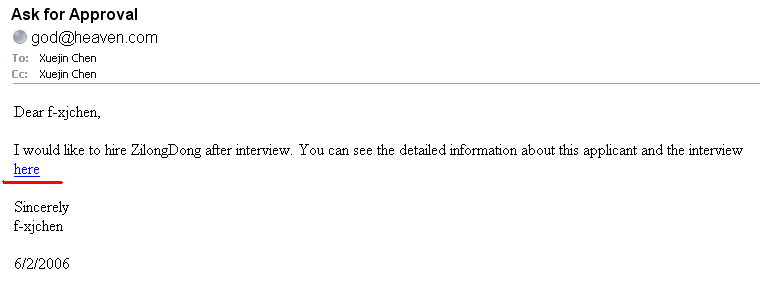 Ask for Approval
god@heaven.com
To: Xuejin Chen
Cc: Xuejin Chen
Dear f-xjchen,
I would like to hire ZilongDong after interview. You can see the detailed information about this applicant and the interview
here
Sincerely
f-xjchen
6/2/2006